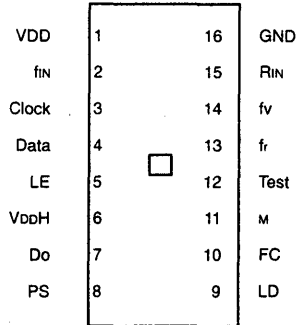 VDD 1 16 GND
fIN 2 15 RIN
Clock 3 14 fv
Data 4 13 fr
LE 5 12 Test
VDDH 6 11 M
Do 7 10 FC
PS 8 9 LD